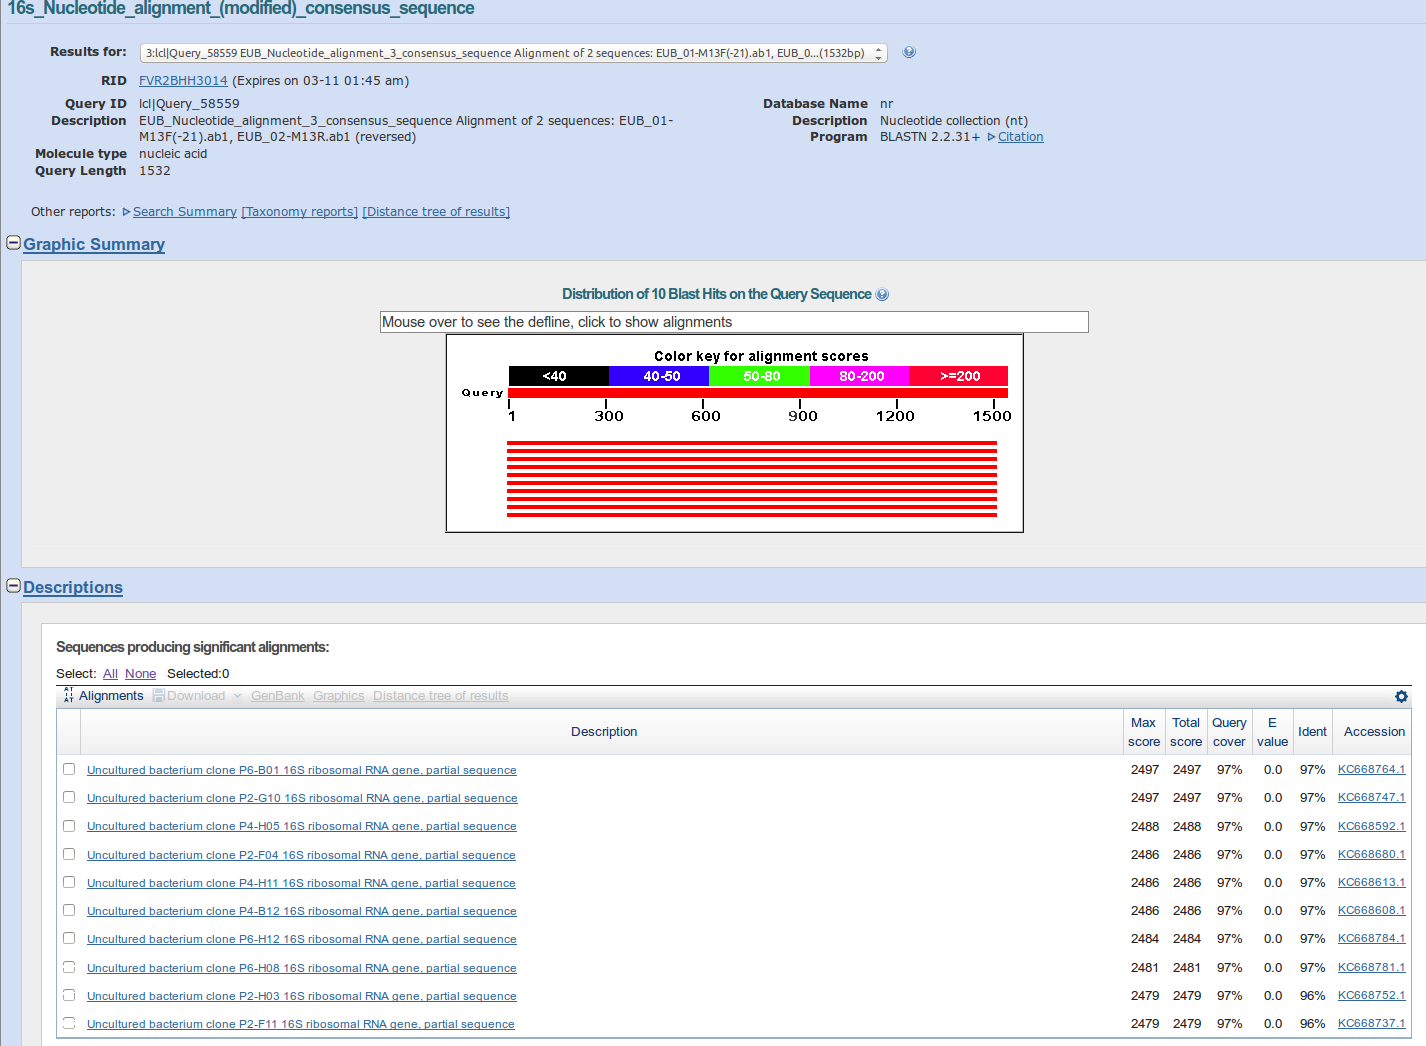 16s_Nucleotide_alignment_(modified)_consensus_sequence
Results for: 3:lcl|Query_58559 EUB_Nucleotide_alignment_3_consensus_sequence Alignment of 2 sequences: EUB_01-M13F(-21).ab1, EUB_0...(1532bp)
RID FVR2BHH3014 (Expires on 03-11 01:45 am)
Query ID lcl|Query_58559
Description EUB_Nucleotide_alignment_3_consensus_sequence Alignment of 2 sequences: EUB_01-
M13F(-21).ab1, EUB_02-M13R.ab1 (reversed)
Molecule type nucleic acid
Query Length 1532
Database Name nr
Description Nucleotide collection (nt)
Program BLASTN 2.2.31+ Citation
Other reports: Search Summary [Taxonomy reports] [Distance tree of results]
Graphic Summary
Distribution of 10 Blast Hits on the Query Sequence
Mouse over to see the defline, click to show alignments
Color key for alignment scores
<40 40-50 50-80 80-200 >=200
Query
1 300 600 900 1200 1500
Descriptions
Sequences producing significant alignments:
Select: All None Selected:0
Alignments Download GenBank Graphics Distance tree of results
Description Max score Total score Query cover E value Ident Accession
Uncultured bacterium clone P6-B01 16S ribosomal RNA gene, partial sequence 2497 2497 97% 0.0 97% KC668764.1
Uncultured bacterium clone P2-G10 16S ribosomal RNA gene, partial sequence 2497 2497 97% 0.0 97% KC668747.1
Uncultured bacterium clone P4-H05 16S ribosomal RNA gene, partial sequence 2488 2488 97% 0.0 97% KC668592.1
Uncultured bacterium clone P2-F04 16S ribosomal RNA gene, partial sequence 2486 2486 97% 0.0 97% KC668680.1
Uncultured bacterium clone P4-H11 16S ribosomal RNA gene, partial sequence 2486 2486 97% 0.0 97% KC668613.1
Uncultured bacterium clone P4-B12 16S ribosomal RNA gene, partial sequence 2486 2486 97% 0.0 97% KC668608.1
Uncultured bacterium clone P6-H12 16S ribosomal RNA gene, partial sequence 2484 2484 97% 0.0 97% KC668784.1
Uncultured bacterium clone P6-H08 16S ribosomal RNA gene, partial sequence 2481 2481 97% 0.0 97% KC668781.1
Uncultured bacterium clone P2-H03 16S ribosomal RNA gene, partial sequence 2479 2479 97% 0.0 96% KC668752.1
Uncultured bacterium clone P2-F11 16S ribosomal RNA gene, partial sequence 2479 2479 97% 0.0 96% KC668737.1